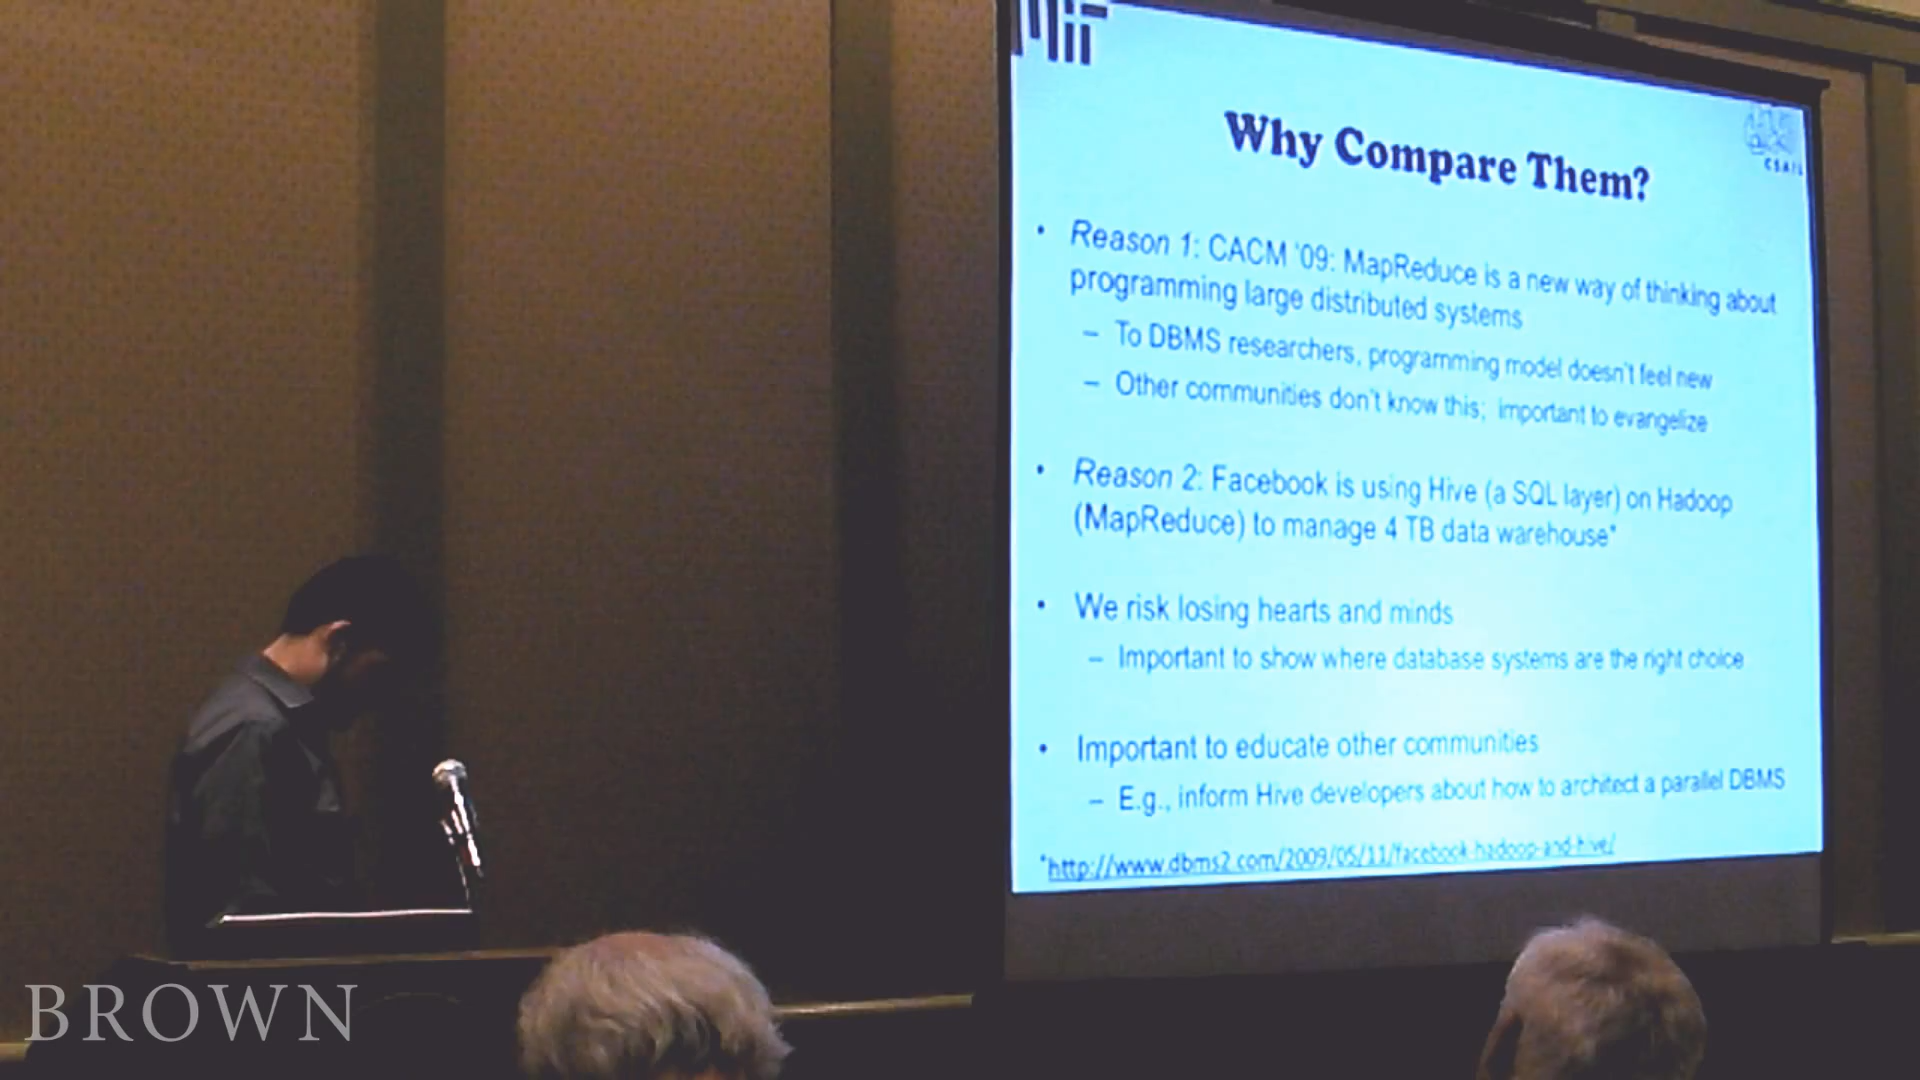 MIT
CSAIL
Why Compare Them?
• Reason 1: CACM '09: MapReduce is a new way of thinking about
programming large distributed systems
– To DBMS researchers, programming model doesn't feel new
– Other communities don't know this; important to evangelize
• Reason 2: Facebook is using Hive (a SQL layer) on Hadoop
(MapReduce) to manage 4 TB data warehouse*
• We risk losing hearts and minds
– Important to show where database systems are the right choice
• Important to educate other communities
– E.g., inform Hive developers about how to architect a parallel DBMS
*http://www.dbms2.com/2009/05/11/facebook-hadoop-and-hive/
BROWN